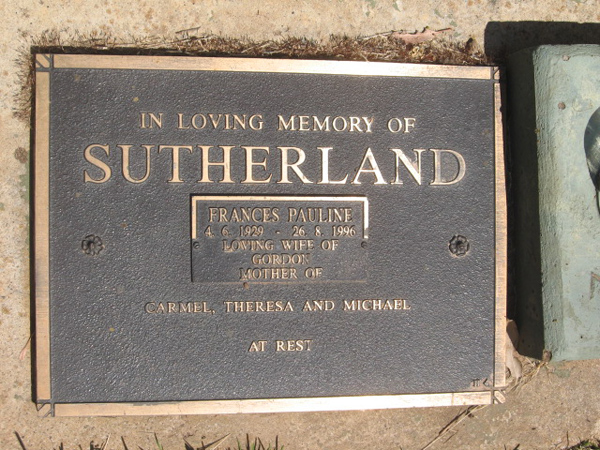 IN LOVING MEMORY OF
SUTHERLAND
FRANCES PAULINE
4. 6. 1929 - 26. 8. 1996
LOVING WIFE OF
GORDON
MOTHER OF
CARMEL, THERESA AND MICHAEL
AT REST